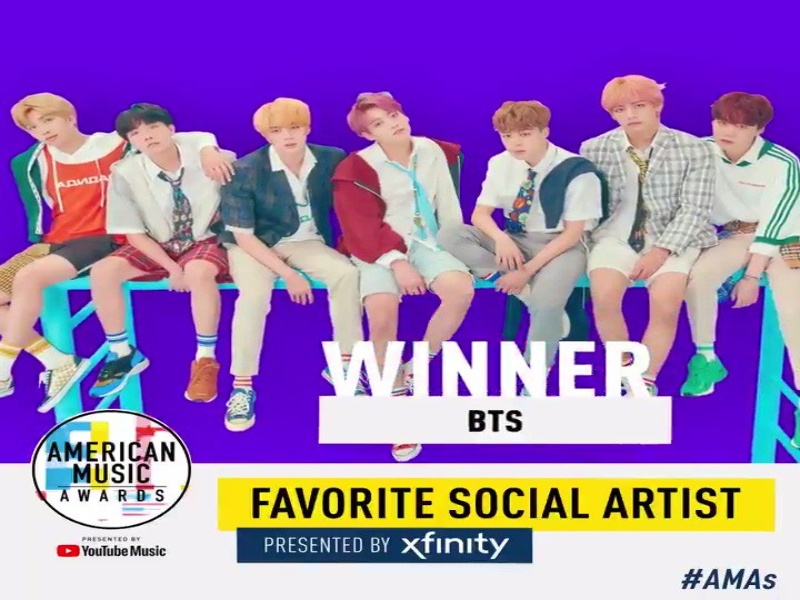 WINNER
BTS
AMERICAN
MUSIC
AWARDS
PRESENTED BY
YouTube Music
FAVORITE SOCIAL ARTIST
PRESENTED BY xfinity
#AMAs